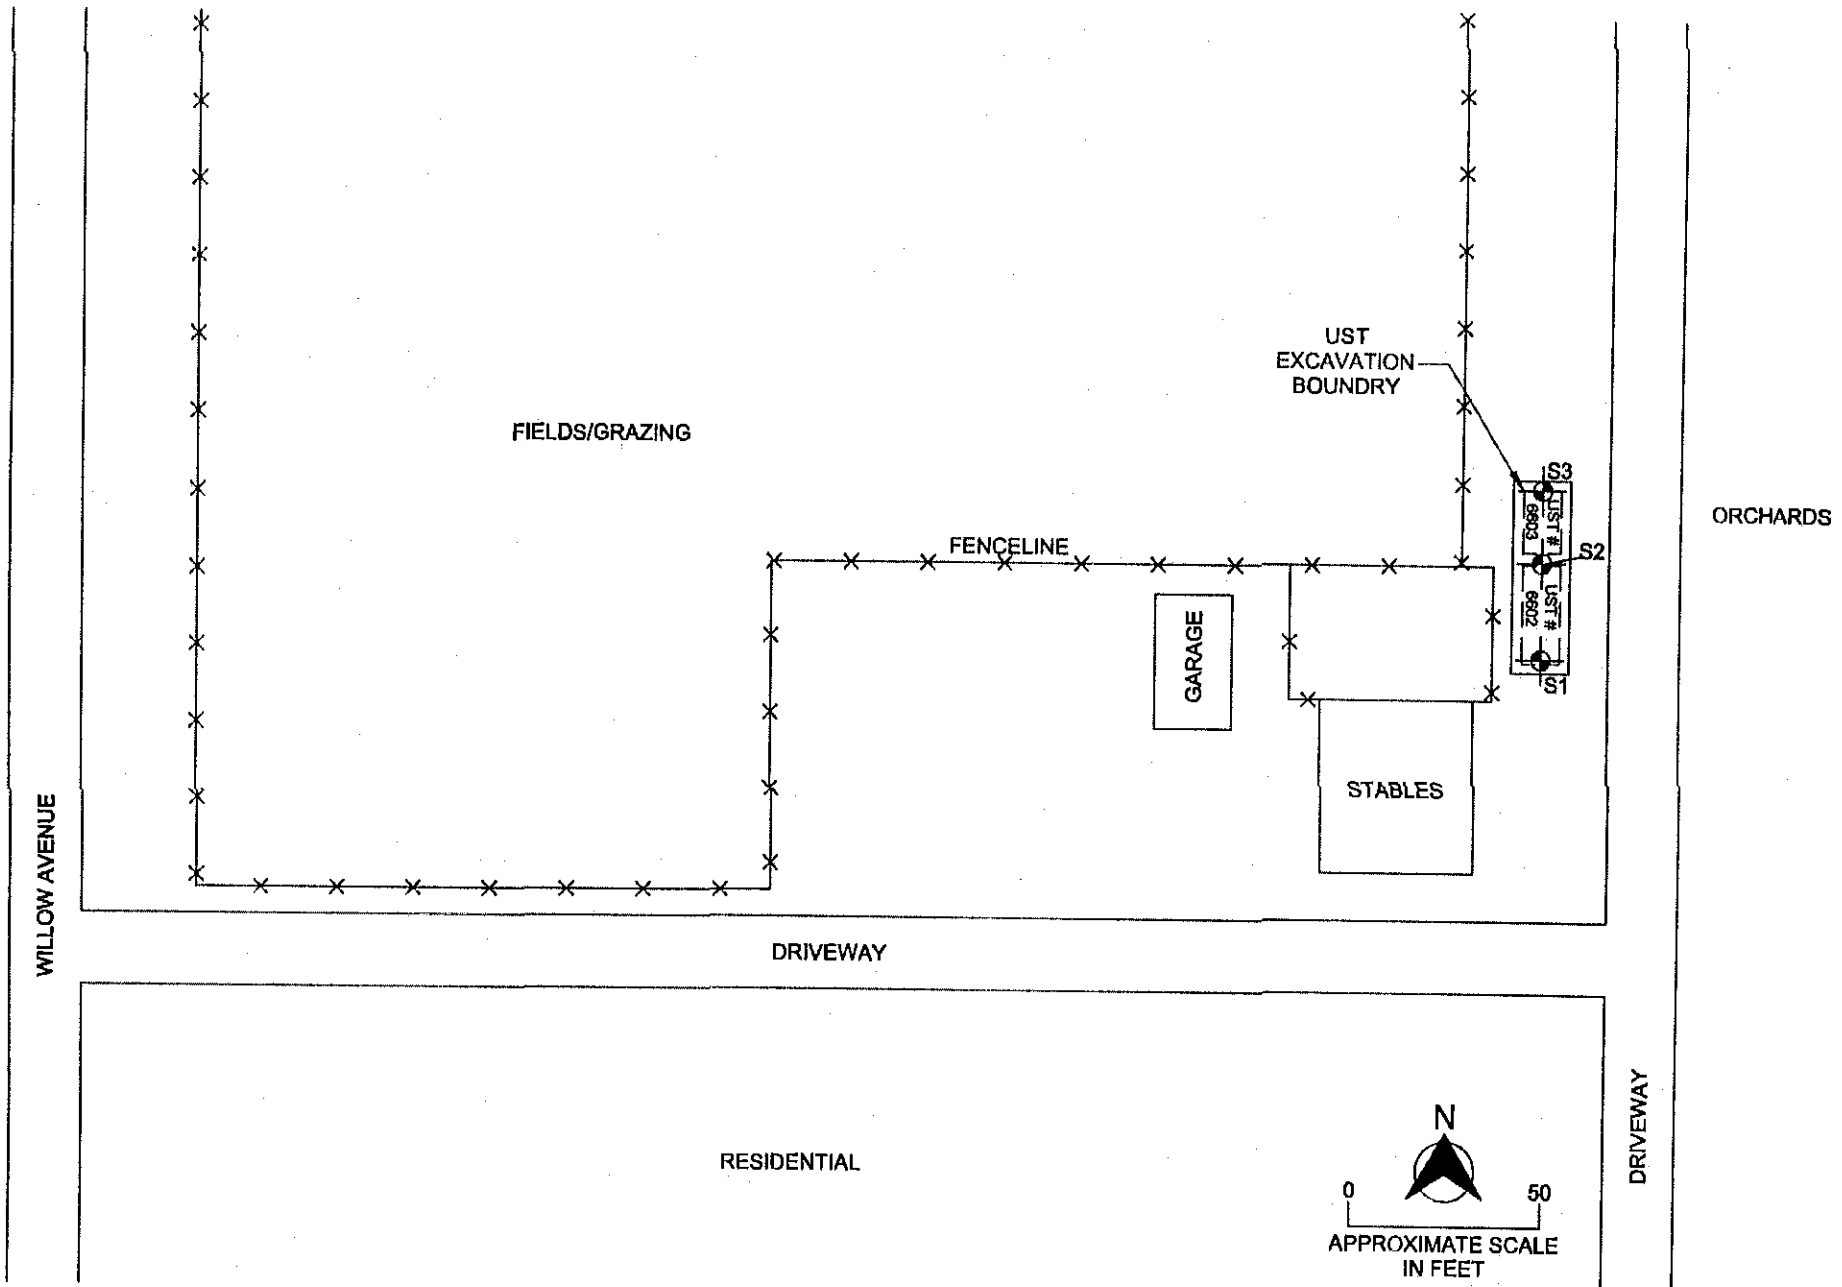 UST
EXCAVATION
BOUNDRY
FIELDS/GRAZING
S3
UST #
6603
ORCHARDS
FENCELINE
S2
UST #
6602
GARAGE
S1
STABLES
WILLOW AVENUE
DRIVEWAY
RESIDENTIAL
DRIVEWAY
N
0 50
APPROXIMATE SCALE
IN FEET